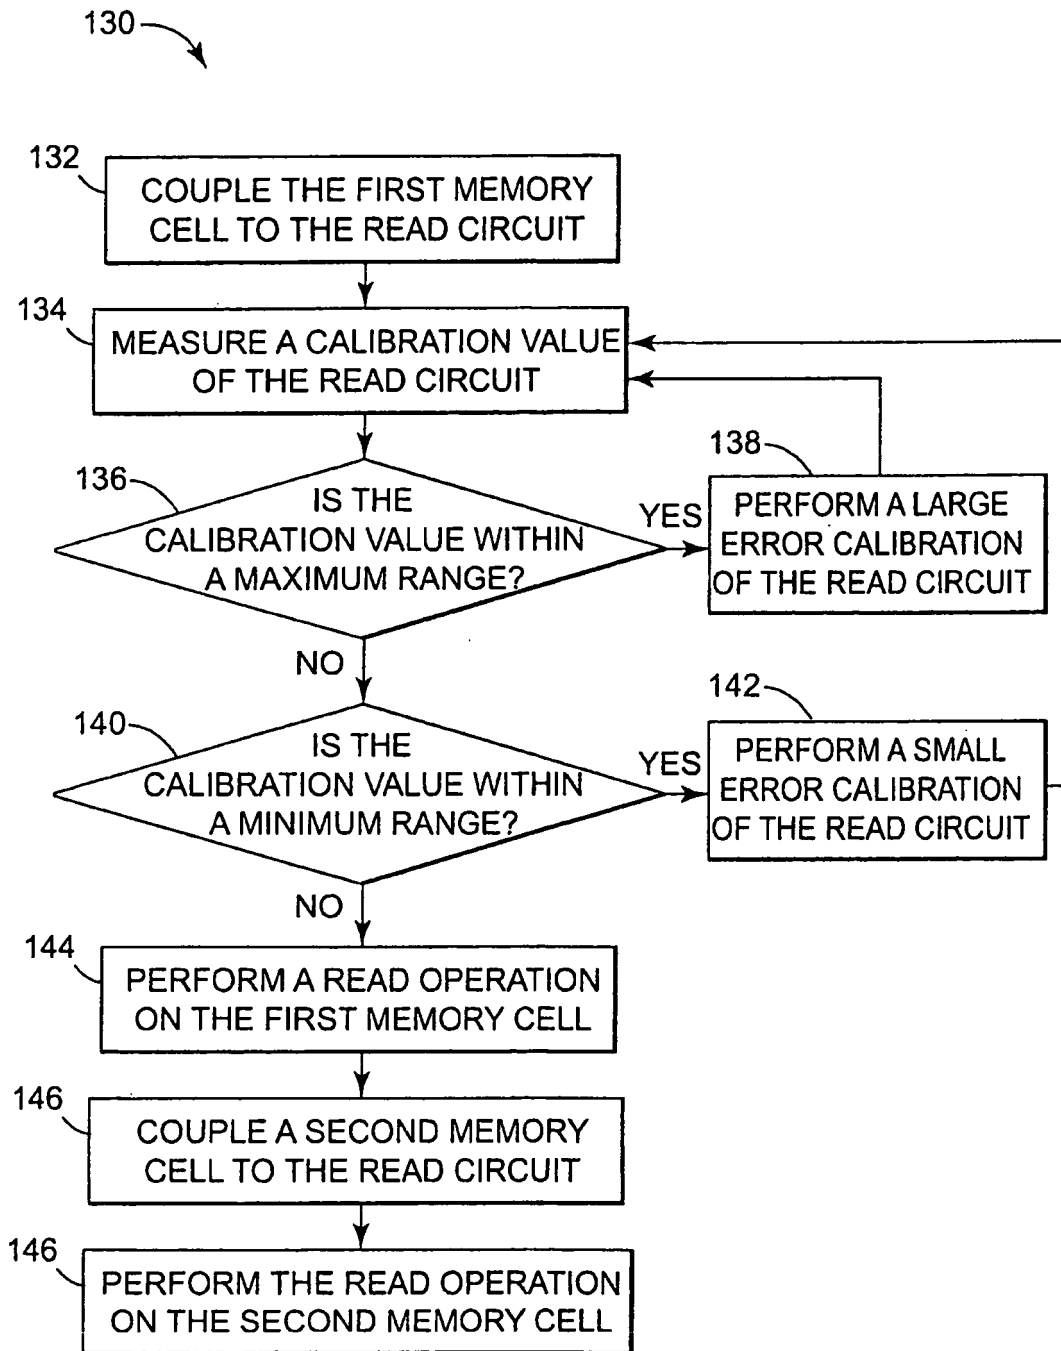 130
132
COUPLE THE FIRST MEMORY
CELL TO THE READ CIRCUIT
134
MEASURE A CALIBRATION VALUE
OF THE READ CIRCUIT
136
IS THE
CALIBRATION VALUE WITHIN
A MAXIMUM RANGE?
YES
138
PERFORM A LARGE
ERROR CALIBRATION
OF THE READ CIRCUIT
NO
140
IS THE
CALIBRATION VALUE WITHIN
A MINIMUM RANGE?
YES
142
PERFORM A SMALL
ERROR CALIBRATION
OF THE READ CIRCUIT
NO
144
PERFORM A READ OPERATION
ON THE FIRST MEMORY CELL
146
COUPLE A SECOND MEMORY
CELL TO THE READ CIRCUIT
146
PERFORM THE READ OPERATION
ON THE SECOND MEMORY CELL